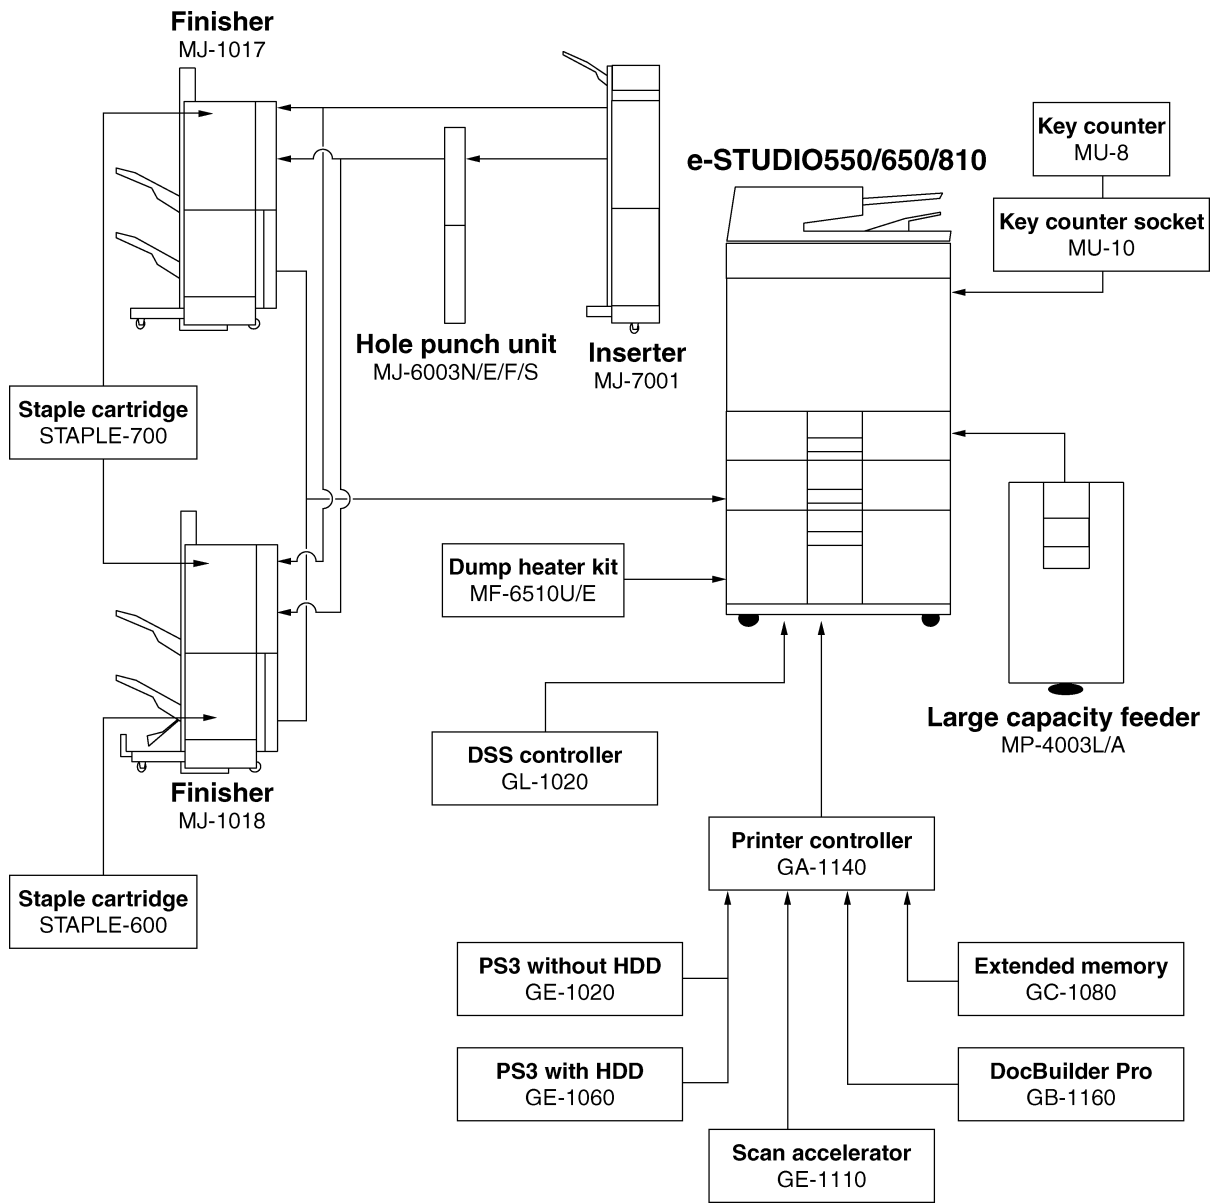 Finisher
MJ-1017
e-STUDIO550/650/810
Key counter
MU-8
Key counter socket
MU-10
Hole punch unit
MJ-6003N/E/F/S
Inserter
MJ-7001
Staple cartridge
STAPLE-700
Dump heater kit
MF-6510U/E
Large capacity feeder
MP-4003L/A
DSS controller
GL-1020
Finisher
MJ-1018
Printer controller
GA-1140
Staple cartridge
STAPLE-600
PS3 without HDD
GE-1020
Extended memory
GC-1080
PS3 with HDD
GE-1060
DocBuilder Pro
GB-1160
Scan accelerator
GE-1110